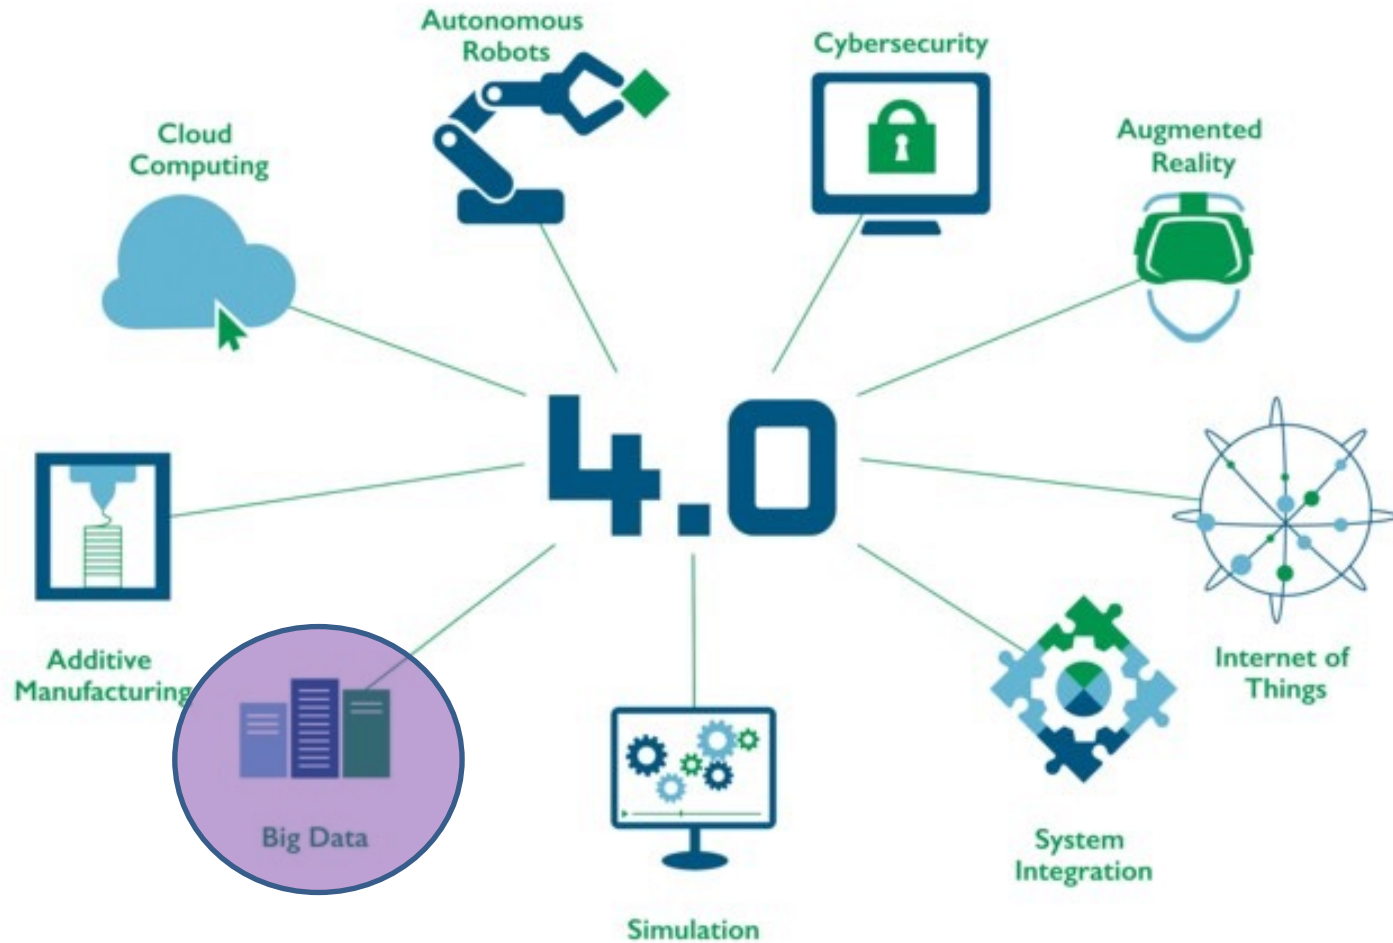 Autonomous
Robots
Cybersecurity
Cloud
Computing
Augmented
Reality
4.0
Additive
Manufacturing
Internet of
Things
Big Data
System
Integration
Simulation